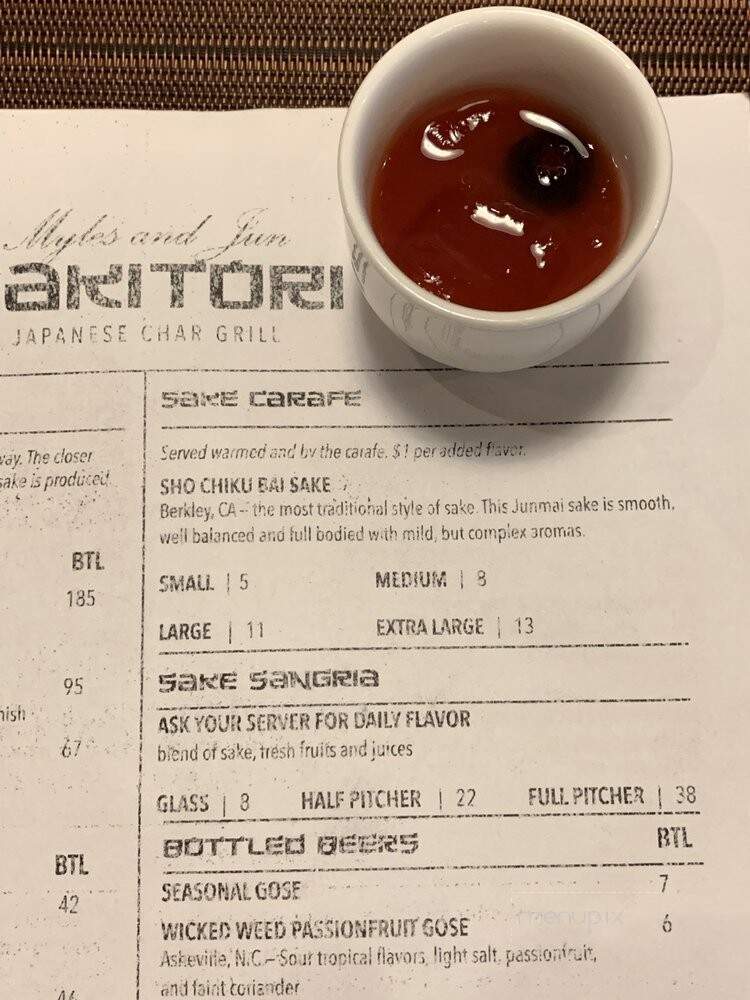 Myles and Jun
AKITORI
JAPANESE CHAR GRILL
SAKE CARAFE
Served warmed and by the carafe. $1 per added flavor.
SHO CHIKU BAI SAKE
Berkley, CA – the most traditional style of sake. This Junmai sake is smooth,
well balanced and full bodied with mild, but complex aromas.
SMALL | 5 MEDIUM | 8
LARGE | 11 EXTRA LARGE | 13
SAKE SANGRIA
ASK YOUR SERVER FOR DAILY FLAVOR
blend of sake, fresh fruits and juices
GLASS | 8 HALF PITCHER | 22 FULL PITCHER | 38
BOTTLED BEERS BTL
SEASONAL GOSE 7
WICKED WEED PASSIONFRUIT GOSE 6
Asheville, N.C. – Sour tropical flavors, light salt, passionfruit,
and faint coriander
way. The closer
sake is produced.
BTL
185
95
nish
67
BTL
42
menupix